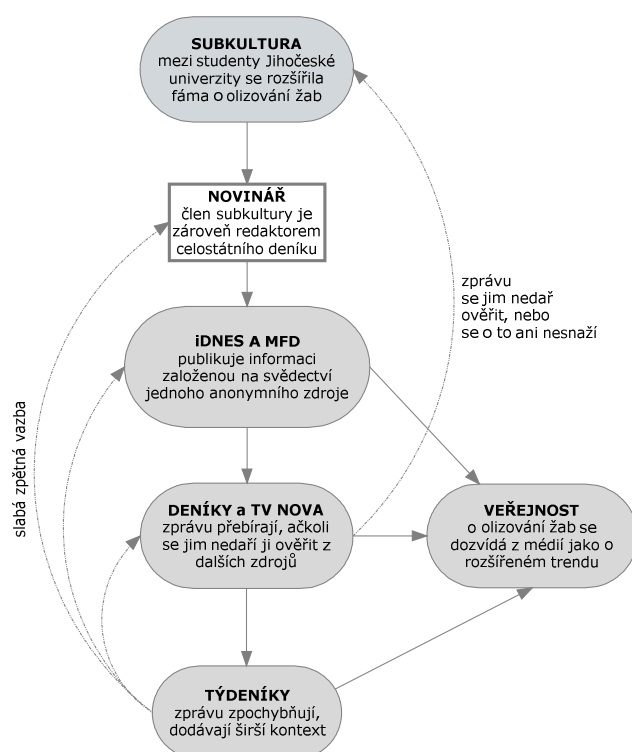 SUBKULTURA
mezi studenty Jihočeské
univerzity se rozšířila
fáma o olizování žab
NOVINÁŘ
člen subkultury je
zároveň redaktorem
celostátního deníku
zprávu
se jim nedař
ověřit, nebo
se o to ani nesnaží
iDNES A MFD
publikuje informaci
založenou na svědectví
jednoho anonymního zdroje
slabá zpětná vazba
DENÍKY a TV NOVA
zprávu přebírají, ačkoli
se jim nedaří ji ověřit z
dalších zdrojů
VEŘEJNOST
o olizování žab se
dozvídá z médií jako o
rozšířeném trendu
TÝDENÍKY
zprávu zpochybňují,
dodávají širší kontext